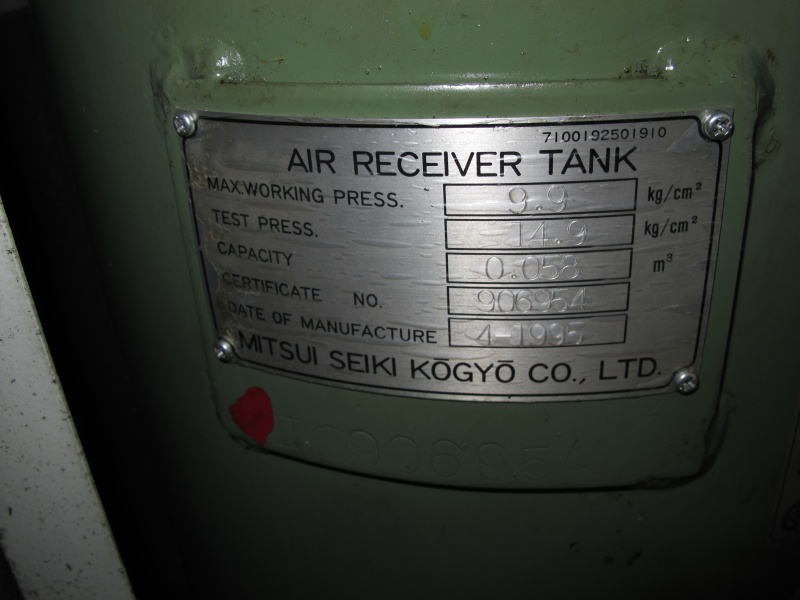 7100192501910
AIR RECEIVER TANK
MAX.WORKING PRESS. 9.9 kg/cm²
TEST PRESS. 14.9 kg/cm²
CAPACITY 0.058 m³
CERTIFICATE NO. 906954
DATE OF MANUFACTURE 4-1995
MITSUI SEIKI KŌGYŌ CO., LTD.
906954